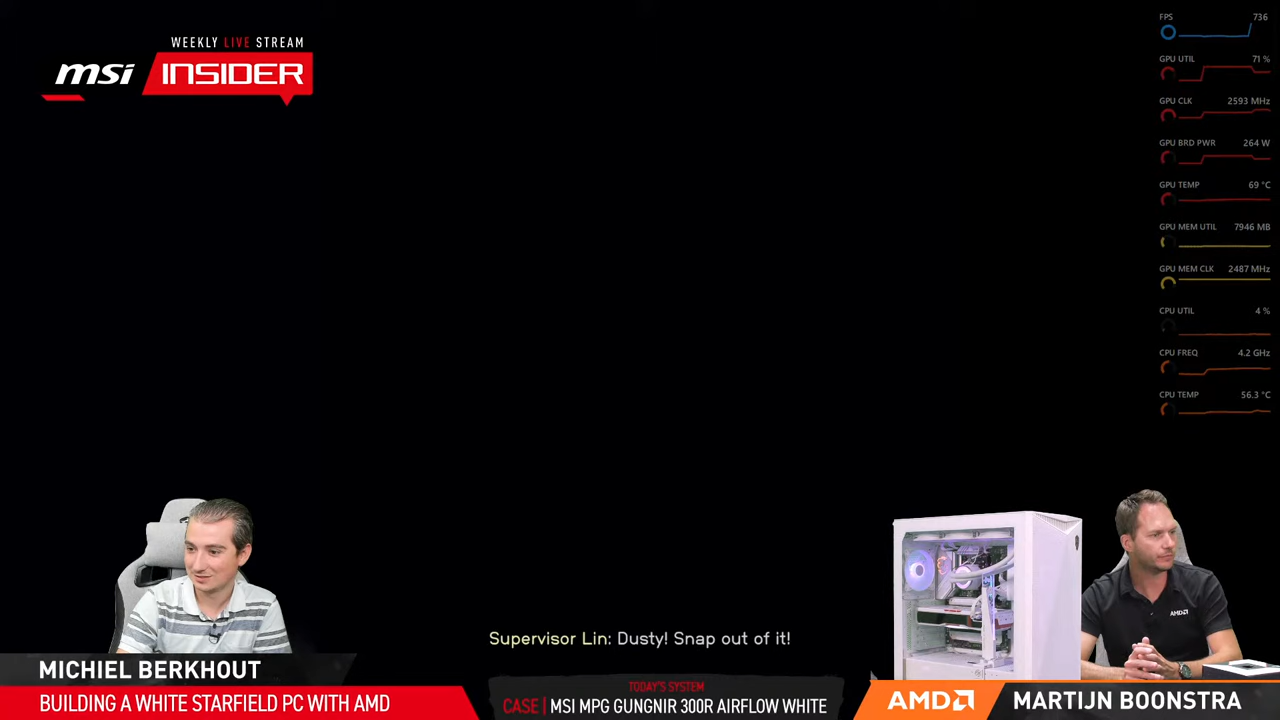 WEEKLY LIVE STREAM
msi INSIDER
FPS 736
GPU UTIL 71 %
GPU CLK 2593 MHz
GPU BRD PWR 264 W
GPU TEMP 69 °C
GPU MEM UTIL 7946 MB
GPU MEM CLK 2487 MHz
CPU UTIL 4 %
CPU FREQ 4.2 GHz
CPU TEMP 56.3 °C
AMD
Supervisor Lin: Dusty! Snap out of it!
MICHIEL BERKHOUT
BUILDING A WHITE STARFIELD PC WITH AMD
TODAY'S SYSTEM
CASE | MSI MPG GUNGNIR 300R AIRFLOW WHITE
AMD MARTIJN BOONSTRA